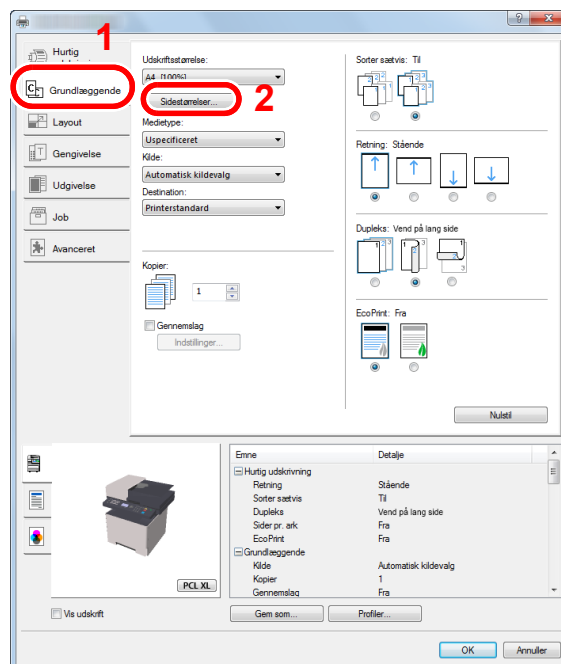 1
Hurtig
Grundlæggende
Layout
Gengivelse
Udgivelse
Job
Avanceret
Udskriftsstørrelse:
A4 [100%]
Sidestørrelser...
2
Medietype:
Uspecificeret
Kilde:
Automatisk kildevalg
Destination:
Printerstandard
Kopier:
1
Gennemslag
Indstillinger...
Sorter sætvis: Til
Retning: Stående
Dupleks: Vend på lang side
EcoPrint: Fra
Nulstil
PCL XL
Vis udskrift
Emne Detalje
Hurtig udskrivning
Retning Stående
Sorter sætvis Til
Dupleks Vend på lang side
Sider pr. ark Fra
EcoPrint Fra
Grundlæggende
Kilde Automatisk kildevalg
Kopier 1
Gennemslag Fra
Gem som... Profiler...
OK Annuller